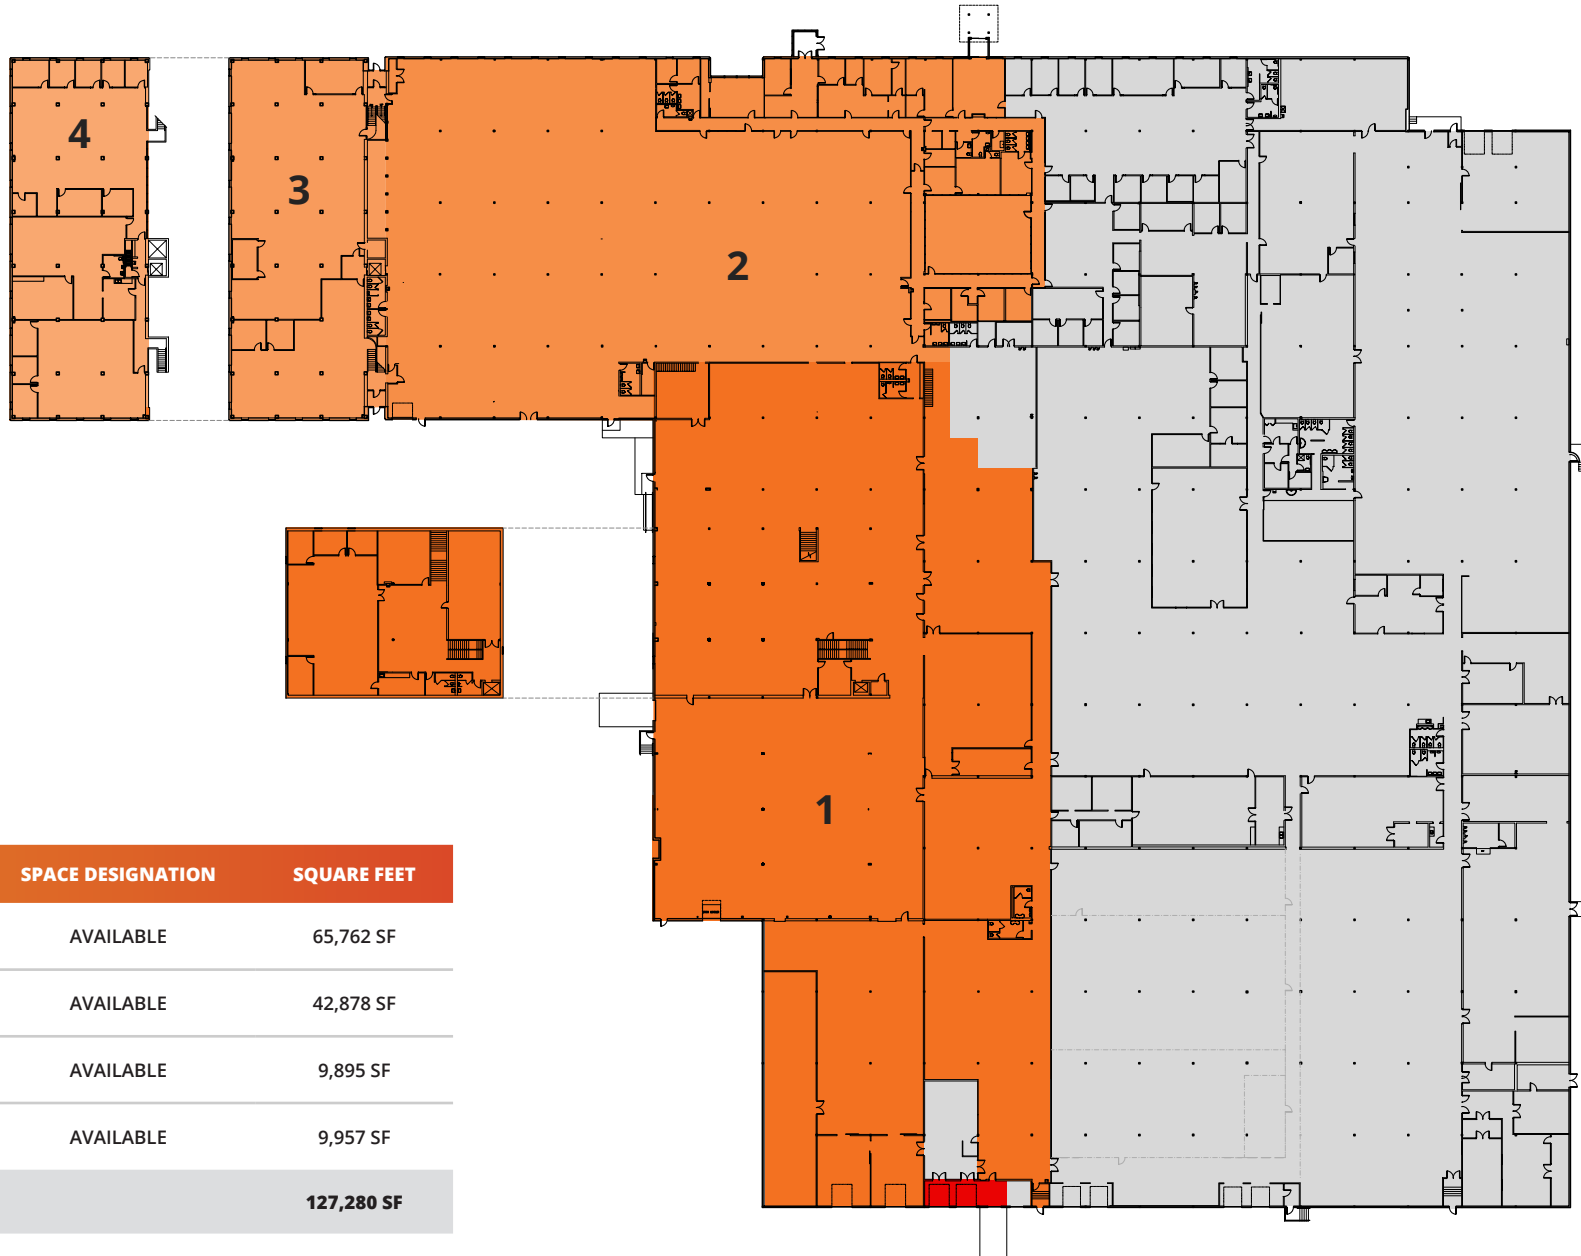 4
3
2
1
SPACE DESIGNATION SQUARE FEET
AVAILABLE 65,762 SF
AVAILABLE 42,878 SF
AVAILABLE 9,895 SF
AVAILABLE 9,957 SF
127,280 SF